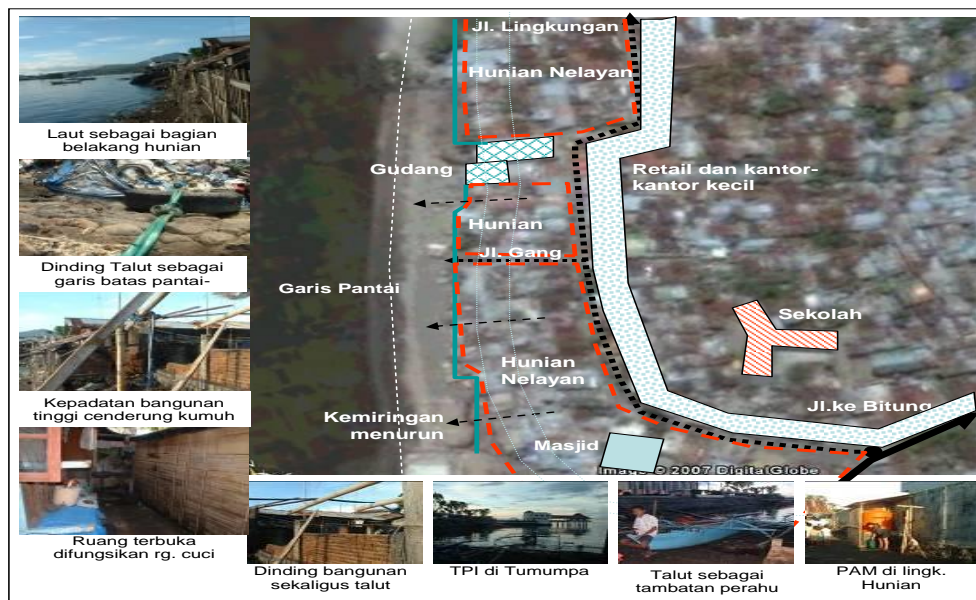 Laut sebagai bagian
belakang hunian
Dinding Talut sebagai
garis batas pantai-
Kepadatan bangunan
tinggi cenderung kumuh
Ruang terbuka
difungsikan rg. cuci
Jl. Lingkungan
Hunian Nelayan
Gudang
Retail dan kantor-
kantor kecil
Hunian
Jl. Gang
Garis Pantai
Sekolah
Hunian
Nelayan
Jl.ke Bitung
Kemiringan
menurun
Masjid
Image © 2007 DigitalGlobe
Dinding bangunan
sekaligus talut
TPI di Tumumpa
Talut sebagai
tambatan perahu
PAM di lingk.
Hunian